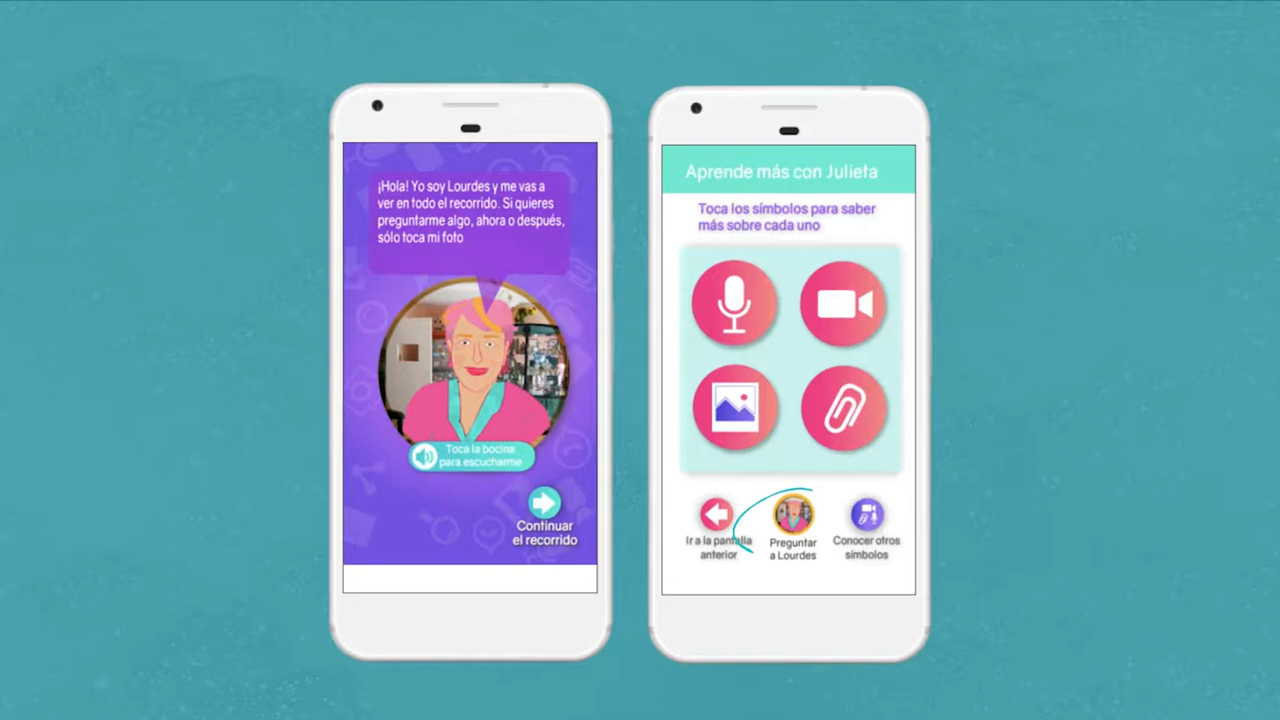 ¡Hola! Yo soy Lourdes y me vas a
ver en todo el recorrido. Si quieres
preguntarme algo, ahora o después,
sólo toca mi foto
Toca la bocina
para escucharme
Continuar
el recorrido
Aprende más con Julieta
Toca los símbolos para saber
más sobre cada uno
Ir a la pantalla
anterior
Preguntar
a Lourdes
Conocer otros
símbolos